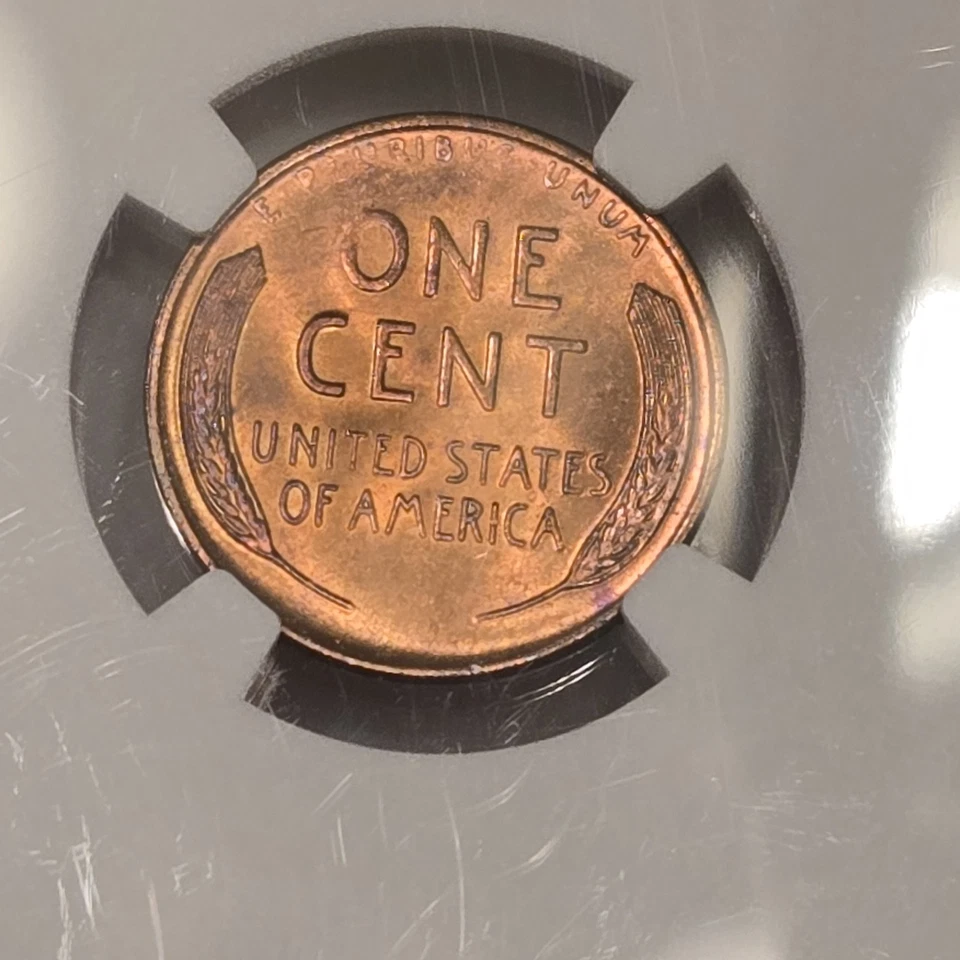 E PLURIBUS UNUM
ONE
CENT
UNITED STATES
OF AMERICA